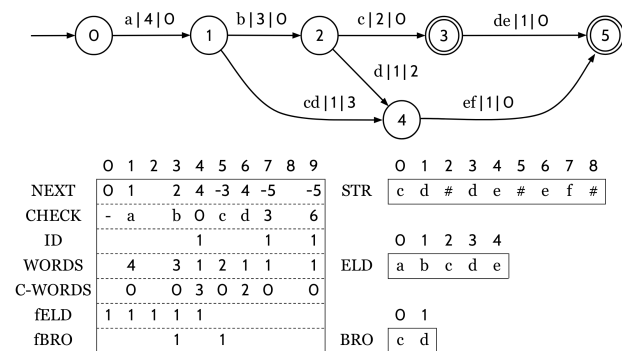 a|4|0 b|3|0 c|2|0 de|1|0
0 1 2 3 5
d|1|2
cd|1|3 ef|1|0
4
0 1 2 3 4 5 6 7 8 9
NEXT 0 1 2 4 -3 4 -5 -5
CHECK - a b 0 c d 3 6
ID 1 1 1
WORDS 4 3 1 2 1 1 1
C-WORDS 0 0 3 0 2 0 0
fELD 1 1 1 1 1
fBRO 1 1
0 1 2 3 4 5 6 7 8
STR c d # d e # e f #
0 1 2 3 4
ELD a b c d e
0 1
BRO c d